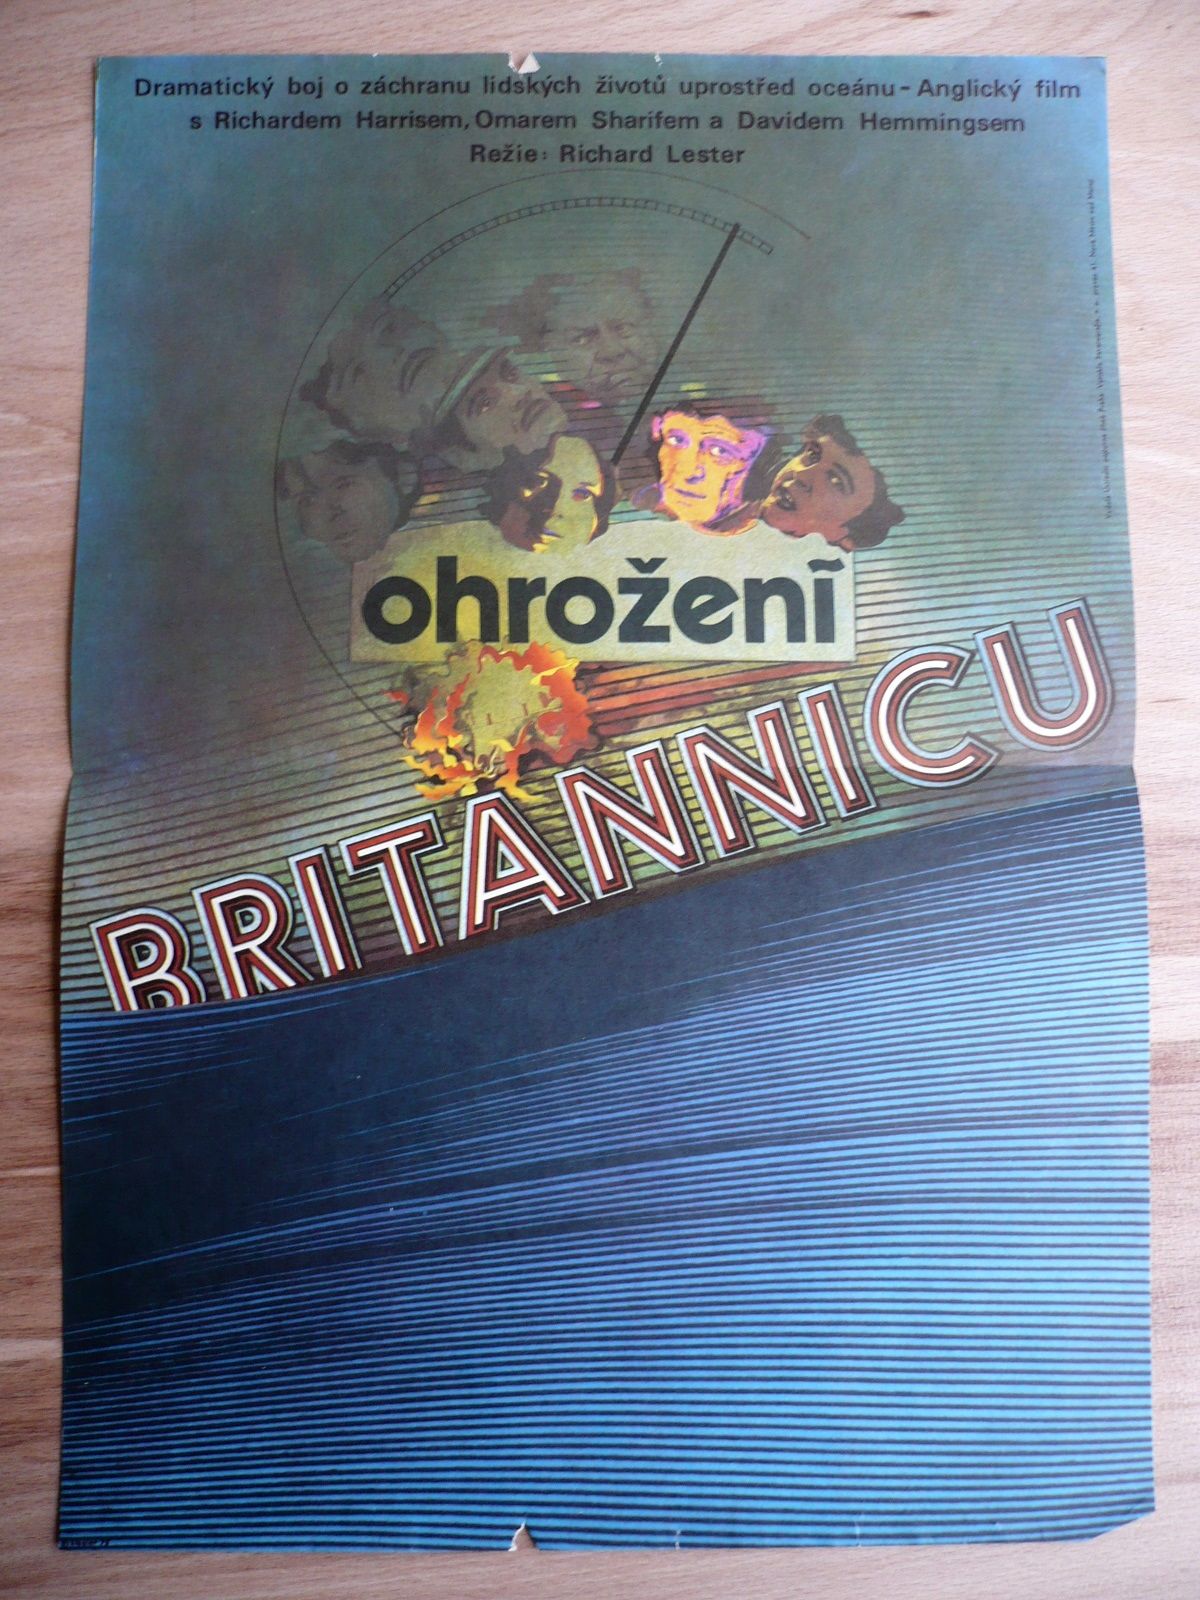 Dramatický boj o záchranu lidských životů uprostřed oceánu - Anglický film
s Richardem Harrisem, Omarem Sharifem a Davidem Hemmingsem
Režie: Richard Lester
ohrožení
BRITANNICU